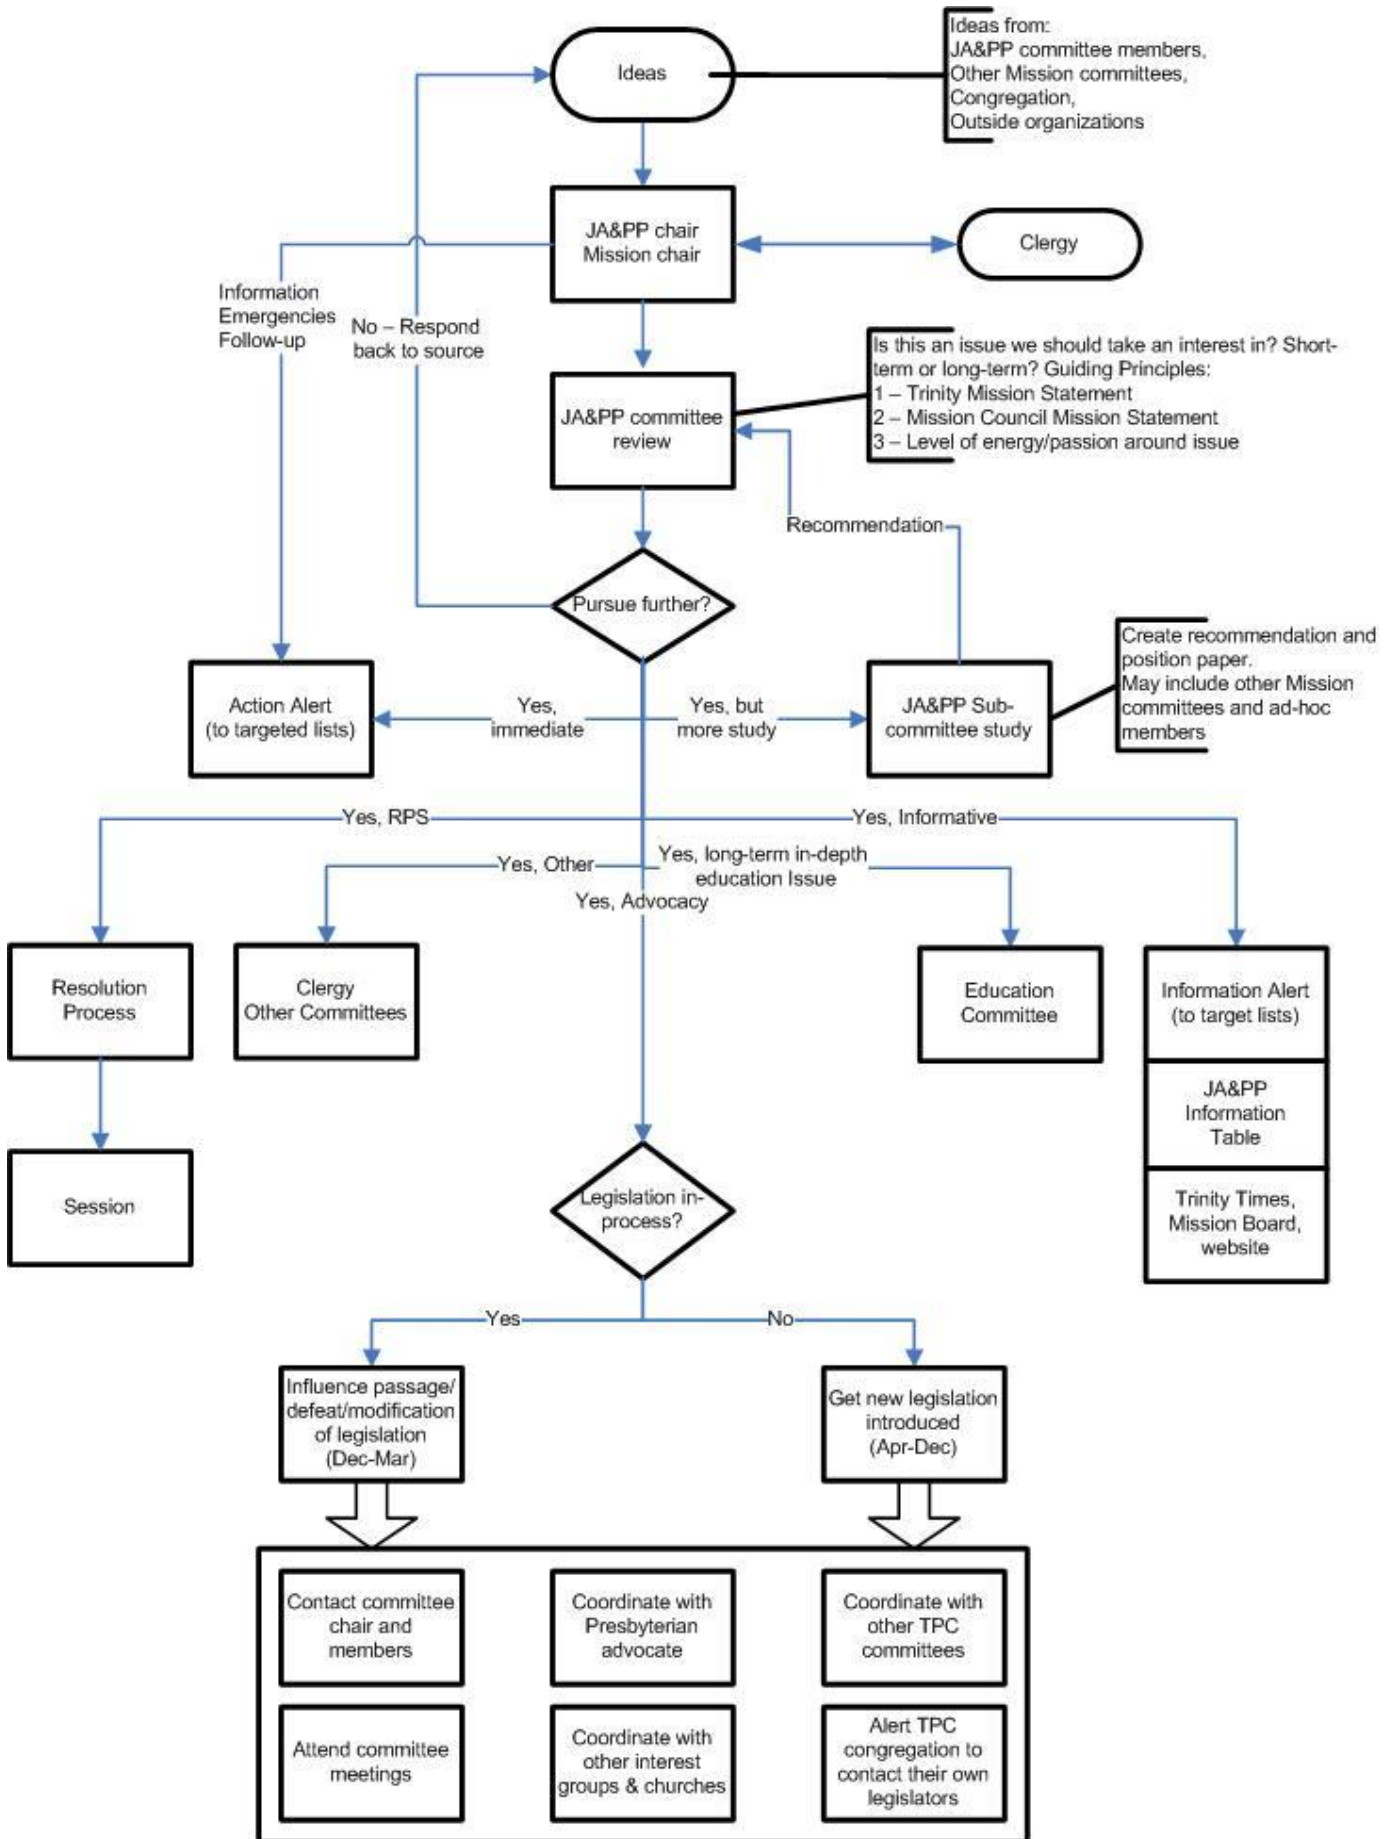 Ideas
Ideas from:
JA&PP committee members,
Other Mission committees,
Congregation,
Outside organizations
JA&PP chair
Mission chair
Clergy
Information
Emergencies
Follow-up
No – Respond
back to source
Is this an issue we should take an interest in? Short-
term or long-term? Guiding Principles:
1 – Trinity Mission Statement
2 – Mission Council Mission Statement
3 – Level of energy/passion around issue
JA&PP committee
review
Recommendation
Pursue further?
Create recommendation and
position paper.
May include other Mission
committees and ad-hoc
members
Action Alert
(to targeted lists)
Yes,
immediate
Yes, but
more study
JA&PP Sub-
committee study
Yes, RPS
Yes, Informative
Yes, Other
Yes, long-term in-depth
education Issue
Yes, Advocacy
Resolution
Process
Clergy
Other Committees
Education
Committee
Information Alert
(to target lists)
JA&PP
Information
Table
Trinity Times,
Mission Board,
website
Session
Legislation in-
process?
Yes
No
Influence passage/
defeat/modification
of legislation
(Dec-Mar)
Get new legislation
introduced
(Apr-Dec)
Contact committee
chair and
members
Coordinate with
Presbyterian
advocate
Coordinate with
other TPC
committees
Attend committee
meetings
Coordinate with
other interest
groups & churches
Alert TPC
congregation to
contact their own
legislators